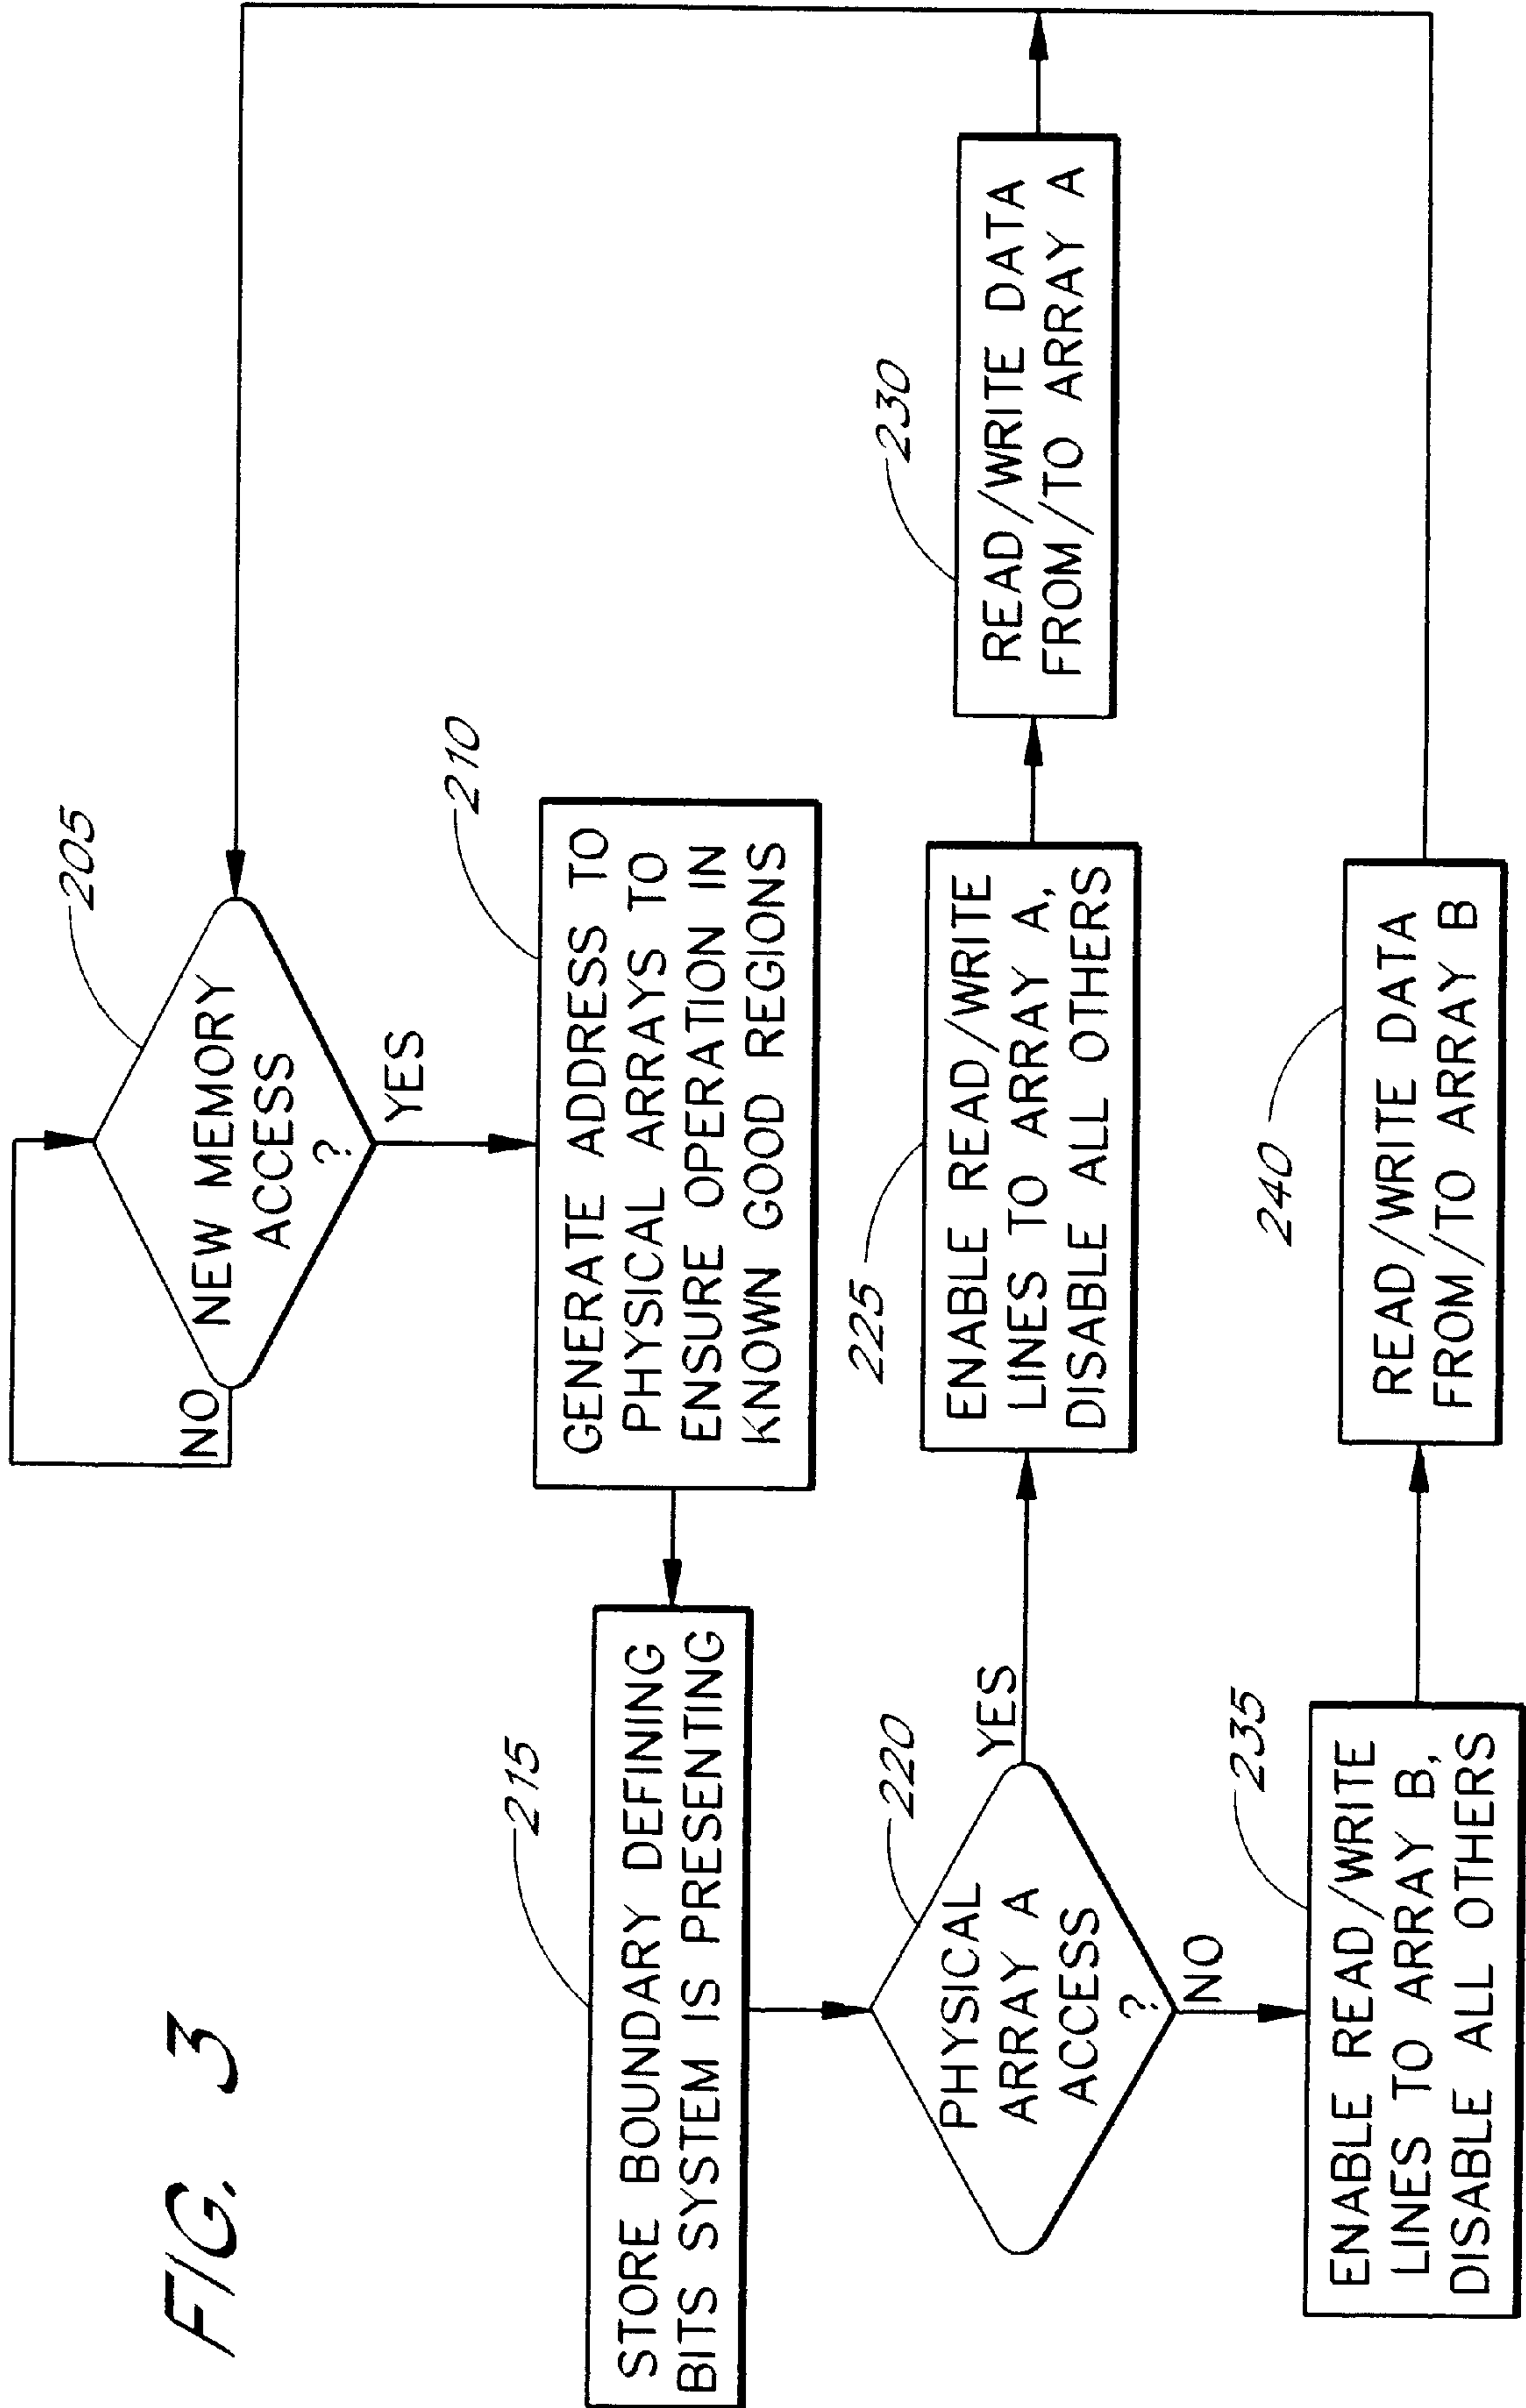 FIG. 3
205
NEW MEMORY
ACCESS
?
NO
YES
210
GENERATE ADDRESS TO
PHYSICAL ARRAYS TO
ENSURE OPERATION IN
KNOWN GOOD REGIONS
215
STORE BOUNDARY DEFINING
BITS SYSTEM IS PRESENTING
220
PHYSICAL
ARRAY A
ACCESS
?
YES
NO
225
ENABLE READ/WRITE
LINES TO ARRAY A,
DISABLE ALL OTHERS
230
READ/WRITE DATA
FROM/TO ARRAY A
235
ENABLE READ/WRITE
LINES TO ARRAY B,
DISABLE ALL OTHERS
240
READ/WRITE DATA
FROM/TO ARRAY B